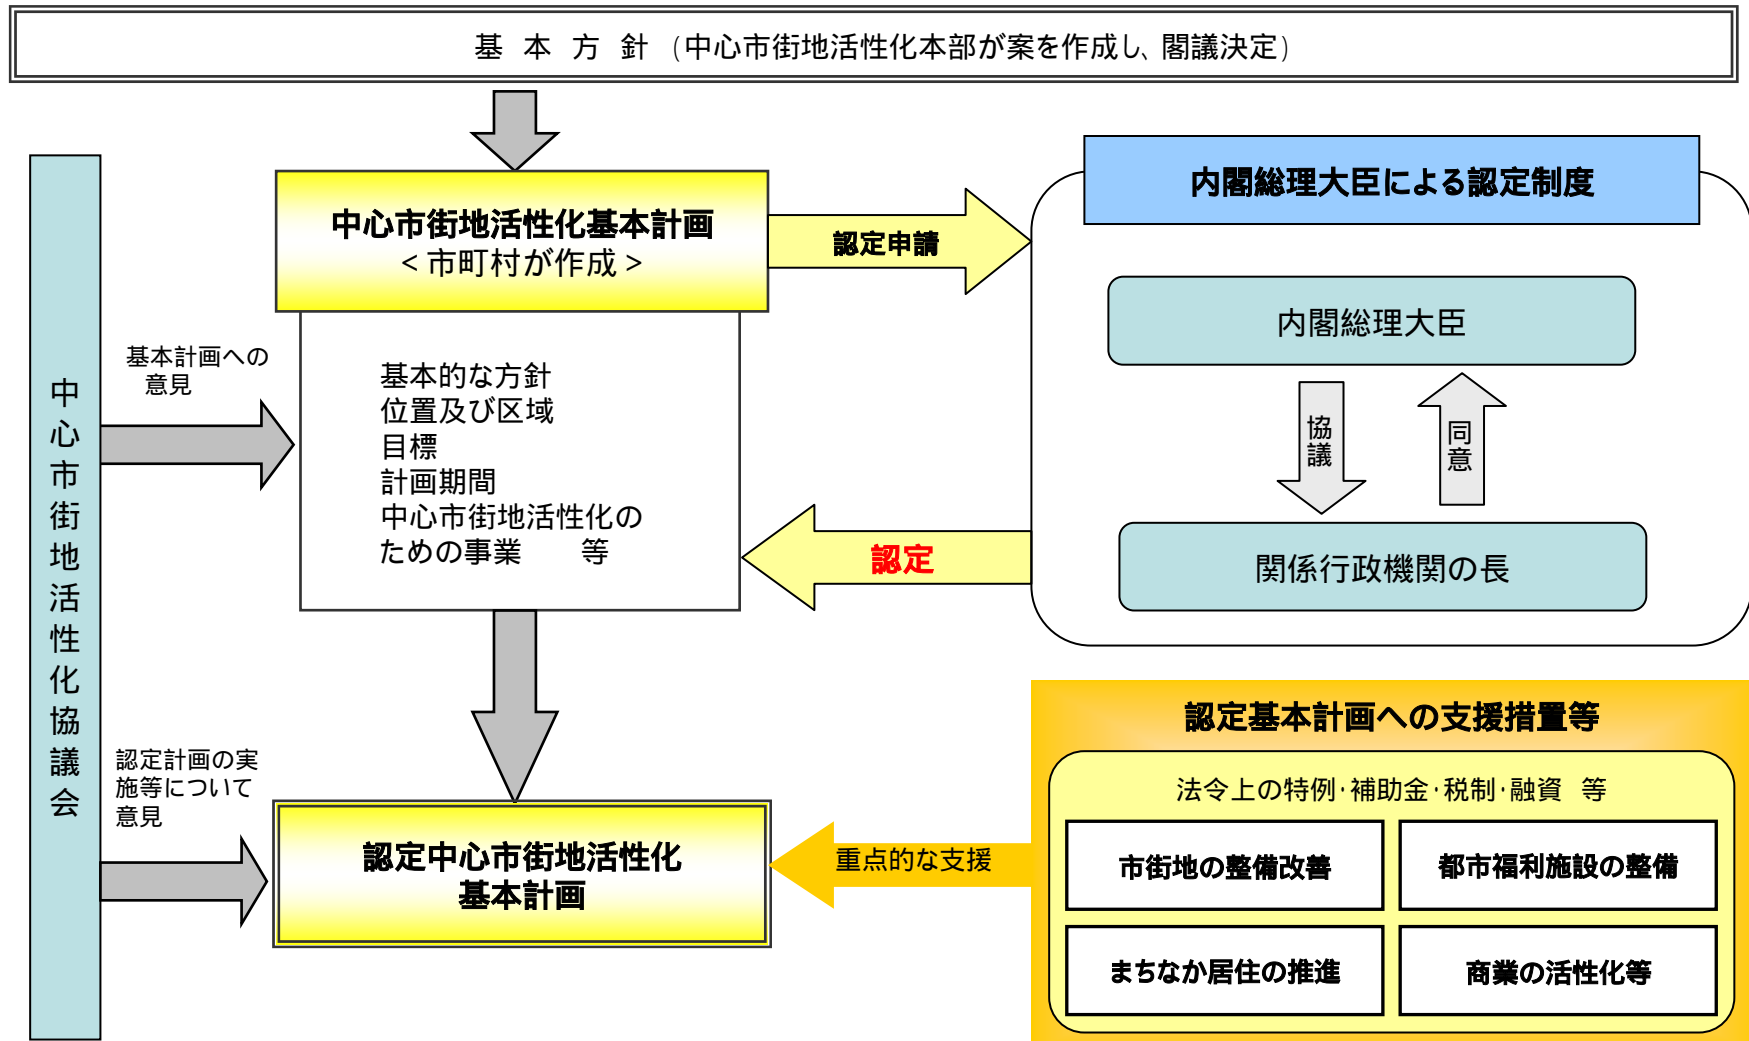 基 本 方 針 (中心市街地活性化本部が案を作成し、閣議決定)
中心市街地活性化基本計画
<市町村が作成>
認定申請
内閣総理大臣による認定制度
内閣総理大臣
協議
同意
関係行政機関の長
基本計画への
意見
基本的な方針
位置及び区域
目標
計画期間
中心市街地活性化の
ための事業 等
認定
中心市街地活性化協議会
認定計画の実
施等について
意見
認定中心市街地活性化
基本計画
重点的な支援
認定基本計画への支援措置等
法令上の特例・補助金・税制・融資 等
市街地の整備改善
都市福利施設の整備
まちなか居住の推進
商業の活性化等